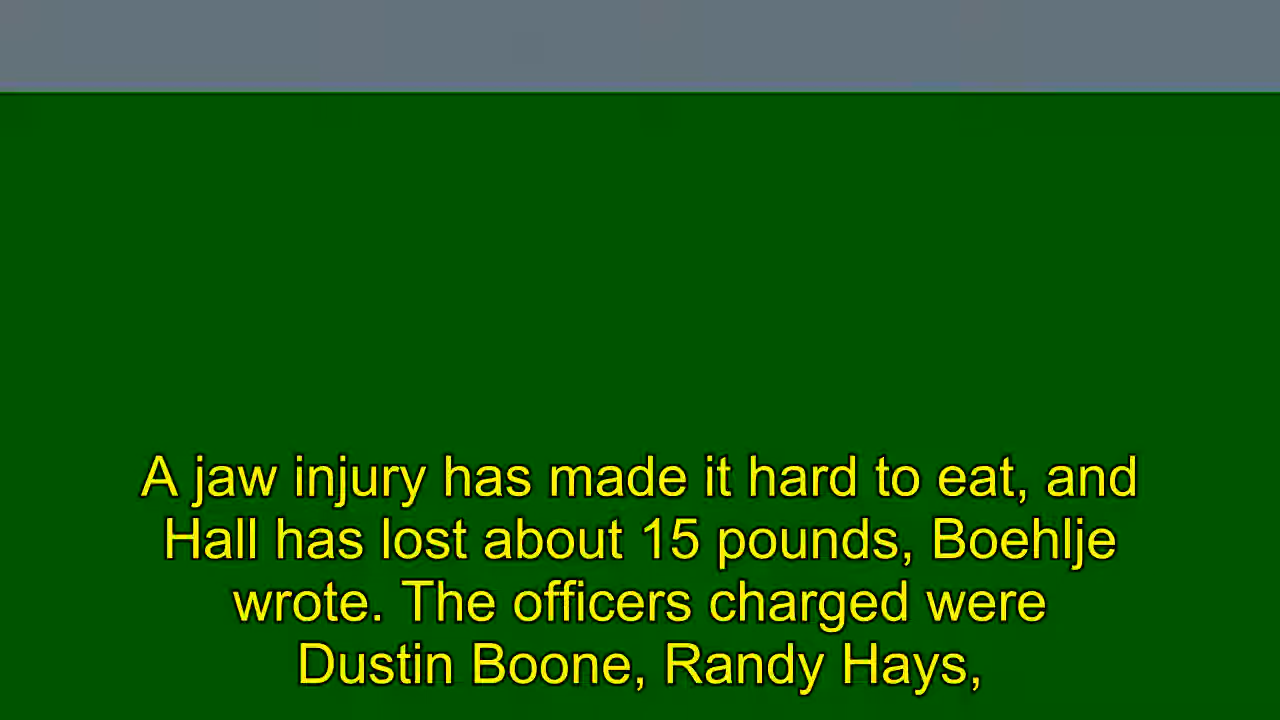 A jaw injury has made it hard to eat, and
Hall has lost about 15 pounds, Boehlje
wrote. The officers charged were
Dustin Boone, Randy Hays,